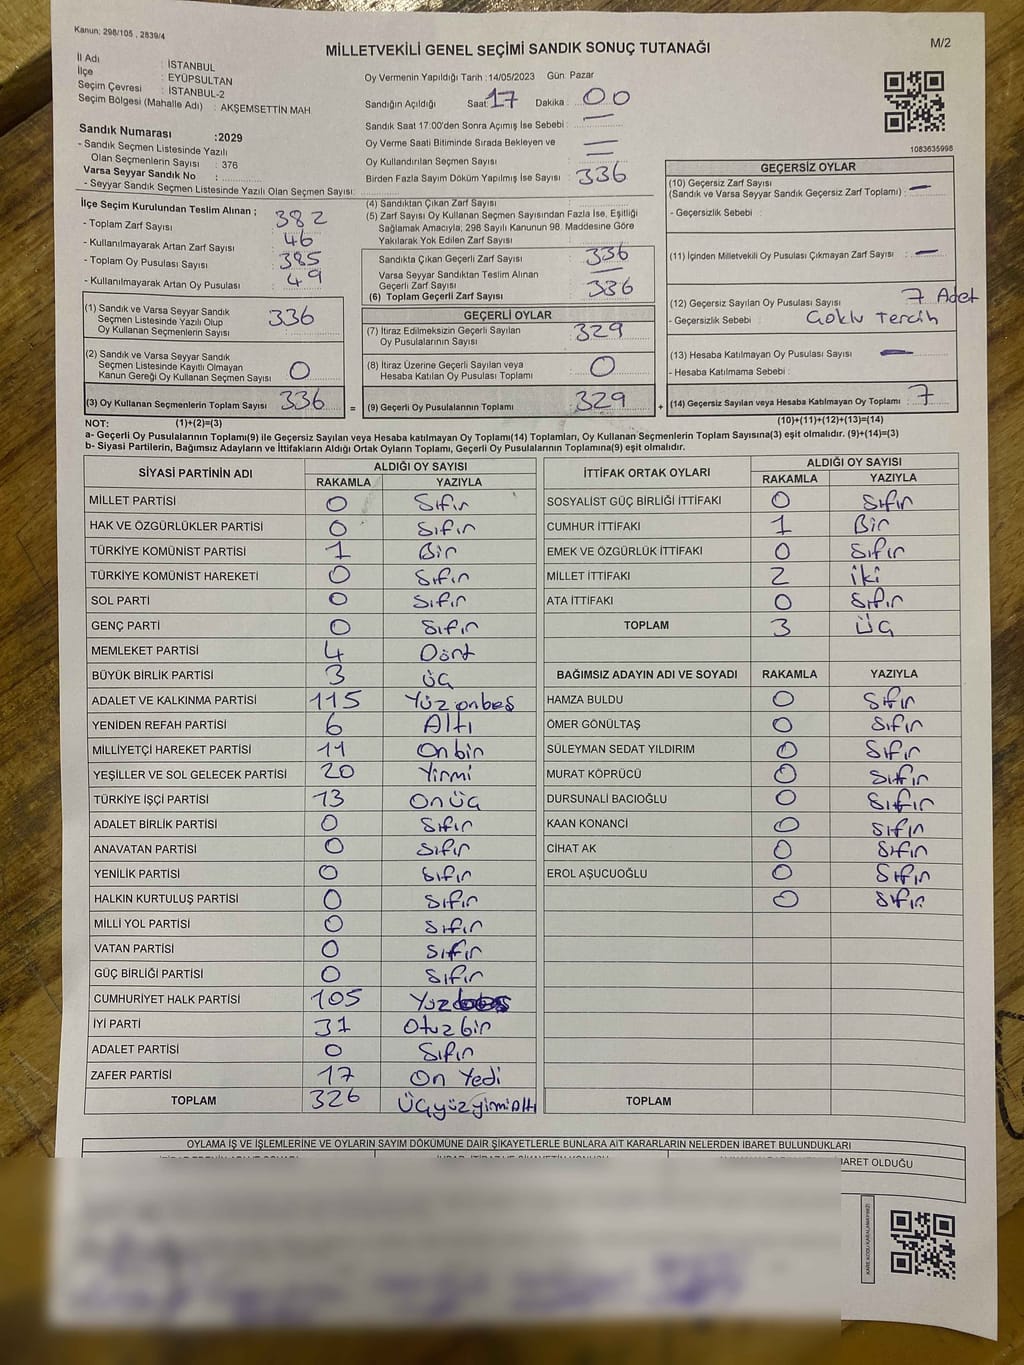 Kanun: 298/105 , 2839/4
M/2
MİLLETVEKİLİ GENEL SEÇİMİ SANDIK SONUÇ TUTANAĞI
İl Adı : İSTANBUL
İlçe : EYÜPSULTAN
Seçim Çevresi : İSTANBUL-2
Seçim Bölgesi (Mahalle Adı) : AKŞEMSETTİN MAH.
Sandık Numarası :2029
- Sandık Seçmen Listesinde Yazılı
Olan Seçmenlerin Sayısı : 376
Varsa Seyyar Sandık No :
- Seyyar Sandık Seçmen Listesinde Yazılı Olan Seçmen Sayısı:
Oy Vermenin Yapıldığı Tarih :14/05/2023 Gün: Pazar
Sandığın Açıldığı Saat: 17 Dakika : 00
Sandık Saat 17:00'den Sonra Açımış İse Sebebi : —
Oy Verme Saati Bitiminde Sırada Bekleyen ve
Oy Kullandırılan Seçmen Sayısı : —
Birden Fazla Sayım Döküm Yapılmış İse Sayısı : 336
1083635998
İlçe Seçim Kurulundan Teslim Alınan ;
- Toplam Zarf Sayısı : 382
- Kullanılmayarak Artan Zarf Sayısı : 46
- Toplam Oy Pusulası Sayısı : 385
- Kullanılmayarak Artan Oy Pusulası : 49
(4) Sandıktan Çıkan Zarf Sayısı :
(5) Zarf Sayısı Oy Kullanan Seçmen Sayısından Fazla İse, Eşitliği
Sağlamak Amacıyla; 298 Sayılı Kanunun 98. Maddesine Göre
Yakılarak Yok Edilen Zarf Sayısı :
Sandıkta Çıkan Geçerli Zarf Sayısı : 336
Varsa Seyyar Sandıktan Teslim Alınan
Geçerli Zarf Sayısı : —
(6) Toplam Geçerli Zarf Sayısı : 336
GEÇERSİZ OYLAR
(10) Geçersiz Zarf Sayısı
(Sandık ve Varsa Seyyar Sandık Geçersiz Zarf Toplamı) : —
- Geçersizlik Sebebi :
(11) İçinden Milletvekili Oy Pusulası Çıkmayan Zarf Sayısı : —
(12) Geçersiz Sayılan Oy Pusulası Sayısı : 7 Adet
- Geçersizlik Sebebi : Çoklu Tercih
(13) Hesaba Katılmayan Oy Pusulası Sayısı : —
- Hesaba Katılmama Sebebi :
(1) Sandık ve Varsa Seyyar Sandık
Seçmen Listesinde Yazılı Olup
Oy Kullanan Seçmenlerin Sayısı : 336
(2) Sandık ve Varsa Seyyar Sandık
Seçmen Listesinde Kayıtlı Olmayan
Kanun Gereği Oy Kullanan Seçmen Sayısı : 0
GEÇERLİ OYLAR
(7) İtiraz Edilmeksizin Geçerli Sayılan
Oy Pusulalarının Sayısı : 329
(8) İtiraz Üzerine Geçerli Sayılan veya
Hesaba Katılan Oy Pusulası Toplamı : 0
(3) Oy Kullanan Seçmenlerin Toplam Sayısı : 336 = (9) Geçerli Oy Pusulalarının Toplamı : 329 + (14) Geçersiz Sayılan veya Hesaba Katılmayan Oy Toplamı : 7
NOT: (1)+(2)=(3) (10)+(11)+(12)+(13)=(14)
a- Geçerli Oy Pusulalarının Toplamı(9) ile Geçersiz Sayılan veya Hesaba katılmayan Oy Toplamı(14) Toplamları, Oy Kullanan Seçmenlerin Toplam Sayısına(3) eşit olmalıdır. (9)+(14)=(3)
b- Siyasi Partilerin, Bağımsız Adayların ve İttifakların Aldığı Ortak Oyların Toplamı, Geçerli Oy Pusulalarının Toplamına(9) eşit olmalıdır.
SİYASİ PARTİNİN ADI ALDIĞI OY SAYISI
RAKAMLA YAZIYLA
MİLLET PARTİSİ 0 Sıfır
HAK VE ÖZGÜRLÜKLER PARTİSİ 0 Sıfır
TÜRKİYE KOMÜNİST PARTİSİ 1 Bir
TÜRKİYE KOMÜNİST HAREKETİ 0 Sıfır
SOL PARTİ 0 Sıfır
GENÇ PARTİ 0 Sıfır
MEMLEKET PARTİSİ 4 Dört
BÜYÜK BİRLİK PARTİSİ 3 üç
ADALET VE KALKINMA PARTİSİ 115 Yüz onbeş
YENİDEN REFAH PARTİSİ 6 Altı
MİLLİYETÇİ HAREKET PARTİSİ 11 Onbir
YEŞİLLER VE SOL GELECEK PARTİSİ 20 Yirmi
TÜRKİYE İŞÇİ PARTİSİ 13 Onüç
ADALET BİRLİK PARTİSİ 0 Sıfır
ANAVATAN PARTİSİ 0 Sıfır
YENİLİK PARTİSİ 0 Sıfır
HALKIN KURTULUŞ PARTİSİ 0 Sıfır
MİLLİ YOL PARTİSİ 0 Sıfır
VATAN PARTİSİ 0 Sıfır
GÜÇ BİRLİĞİ PARTİSİ 0 Sıfır
CUMHURİYET HALK PARTİSİ 105 Yüz
İYİ PARTİ 31 Otuzbir
ADALET PARTİSİ 0 Sıfır
ZAFER PARTİSİ 17 On Yedi
TOPLAM 326 Üçyüzyirmialtı
İTTİFAK ORTAK OYLARI ALDIĞI OY SAYISI
RAKAMLA YAZIYLA
SOSYALİST GÜÇ BİRLİĞİ İTTİFAKI 0 Sıfır
CUMHUR İTTİFAKI 1 Bir
EMEK VE ÖZGÜRLÜK İTTİFAKI 0 Sıfır
MİLLET İTTİFAKI 2 iki
ATA İTTİFAKI 0 Sıfır
TOPLAM 3 Üç
BAĞIMSIZ ADAYIN ADI VE SOYADI RAKAMLA YAZIYLA
HAMZA BULDU 0 Sıfır
ÖMER GÖNÜLTAŞ 0 Sıfır
SÜLEYMAN SEDAT YILDIRIM 0 Sıfır
MURAT KÖPRÜCÜ 0 Sıfır
DURSUNALİ BACIOĞLU 0 Sıfır
KAAN KONANCİ 0 Sıfır
CİHAT AK 0 Sıfır
EROL AŞUCUOĞLU 0 Sıfır
0 Sıfır
TOPLAM
OYLAMA İŞ VE İŞLEMLERİNE VE OYLARIN SAYIM DÖKÜMÜNE DAİR ŞİKAYETLERLE BUNLARA AİT KARARLARIN NELERDEN İBARET BULUNDUKLARI
İBARET OLDUĞU